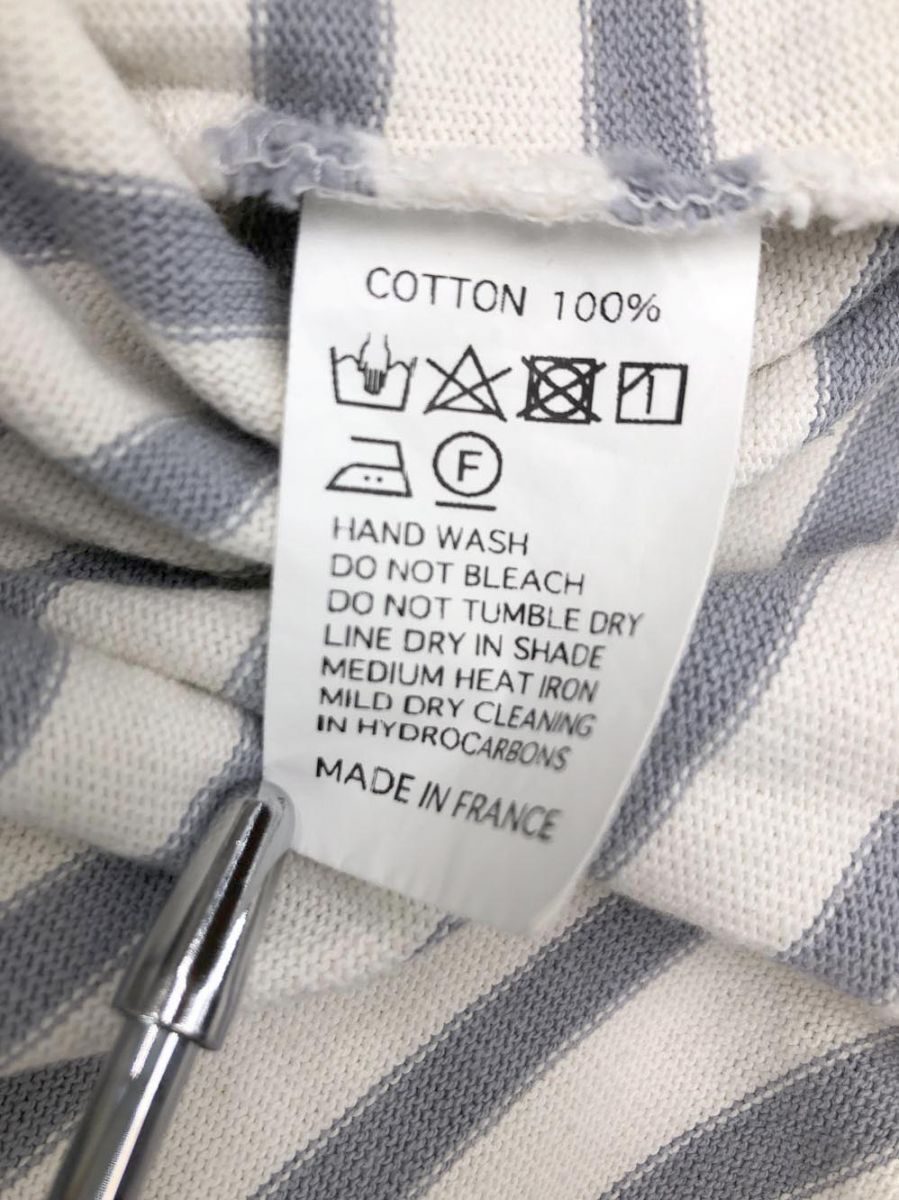 COTTON 100%
F
HAND WASH
DO NOT BLEACH
DO NOT TUMBLE DRY
LINE DRY IN SHADE
MEDIUM HEAT IRON
MILD DRY CLEANING
IN HYDROCARBONS
MADE IN FRANCE